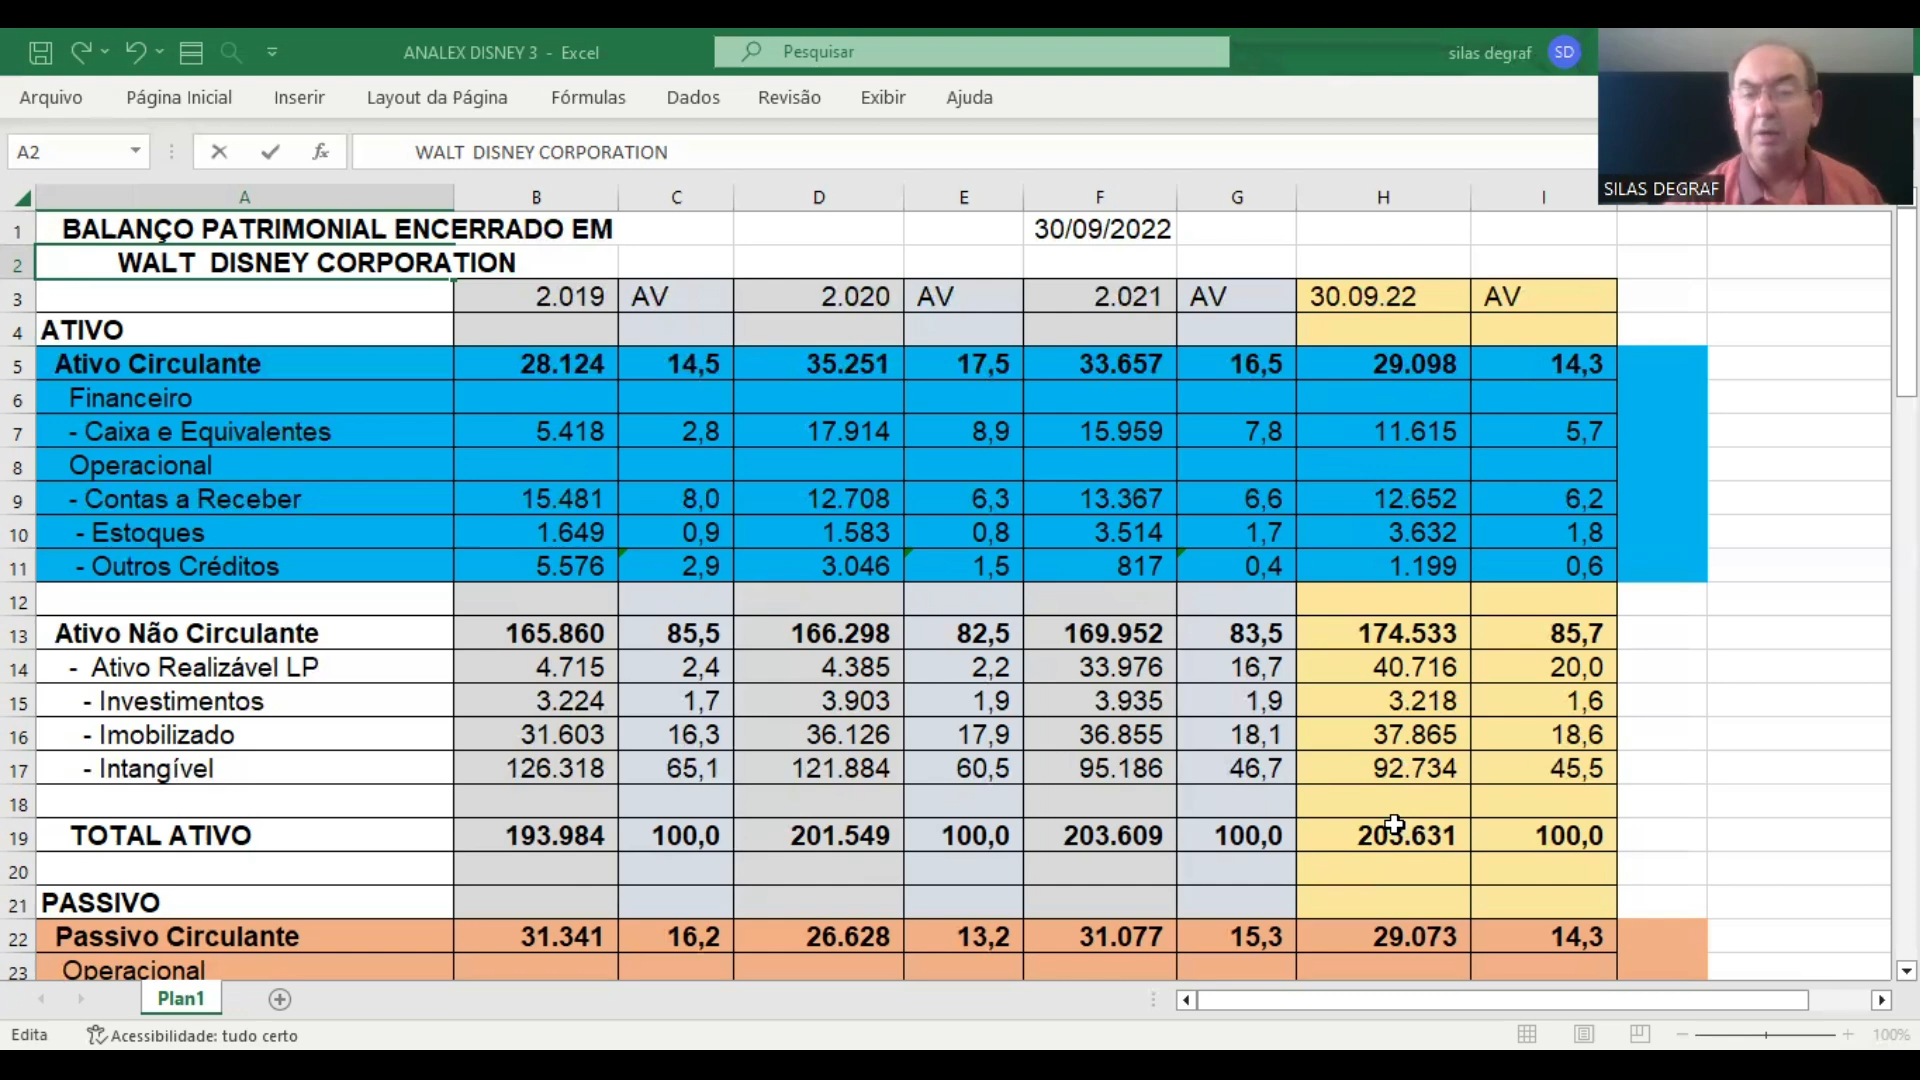 ANALEX DISNEY 3 - Excel
Pesquisar
silas degraf SD
Arquivo Página Inicial Inserir Layout da Página Fórmulas Dados Revisão Exibir Ajuda
A2 fx WALT DISNEY CORPORATION
SILAS DEGRAF
A B C D E F G H I
1 BALANÇO PATRIMONIAL ENCERRADO EM 30/09/2022
2 WALT DISNEY CORPORATION
3 2.019 AV 2.020 AV 2.021 AV 30.09.22 AV
4 ATIVO
5 Ativo Circulante 28.124 14,5 35.251 17,5 33.657 16,5 29.098 14,3
6 Financeiro
7 - Caixa e Equivalentes 5.418 2,8 17.914 8,9 15.959 7,8 11.615 5,7
8 Operacional
9 - Contas a Receber 15.481 8,0 12.708 6,3 13.367 6,6 12.652 6,2
10 - Estoques 1.649 0,9 1.583 0,8 3.514 1,7 3.632 1,8
11 - Outros Créditos 5.576 2,9 3.046 1,5 817 0,4 1.199 0,6
12
13 Ativo Não Circulante 165.860 85,5 166.298 82,5 169.952 83,5 174.533 85,7
14 - Ativo Realizável LP 4.715 2,4 4.385 2,2 33.976 16,7 40.716 20,0
15 - Investimentos 3.224 1,7 3.903 1,9 3.935 1,9 3.218 1,6
16 - Imobilizado 31.603 16,3 36.126 17,9 36.855 18,1 37.865 18,6
17 - Intangível 126.318 65,1 121.884 60,5 95.186 46,7 92.734 45,5
18
19 TOTAL ATIVO 193.984 100,0 201.549 100,0 203.609 100,0 203.631 100,0
20
21 PASSIVO
22 Passivo Circulante 31.341 16,2 26.628 13,2 31.077 15,3 29.073 14,3
23 Operacional
Plan1
Edita Acessibilidade: tudo certo 100%